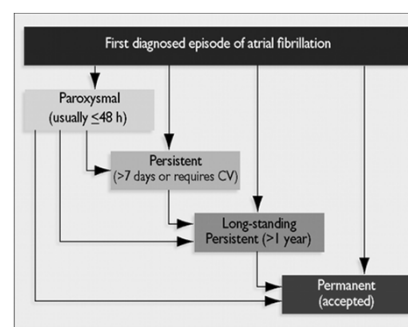 First diagnosed episode of atrial fibrillation
Paroxysmal
(usually ≤48 h)
Persistent
(>7 days or requires CV)
Long-standing
Persistent (>1 year)
Permanent
(accepted)